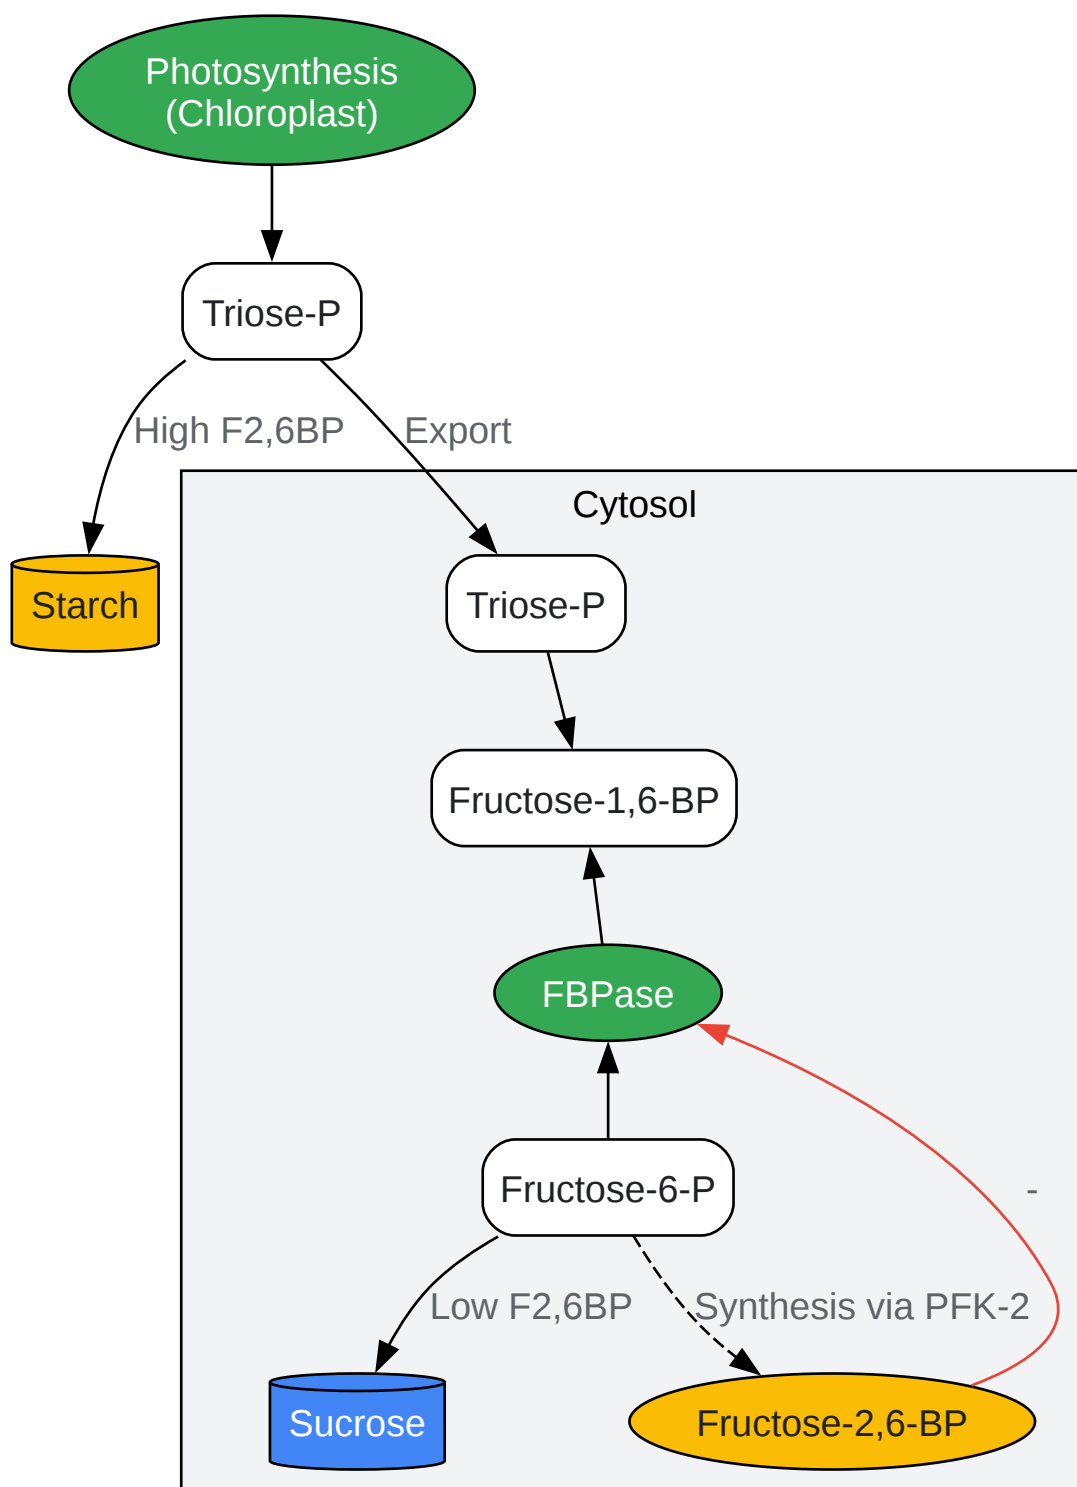 Photosynthesis
(Chloroplast)
Triose-P
High F2,6BP
Export
Cytosol
Starch
Triose-P
Fructose-1,6-BP
FBPase
Fructose-6-P
-
Low F2,6BP
Synthesis via PFK-2
Sucrose
Fructose-2,6-BP